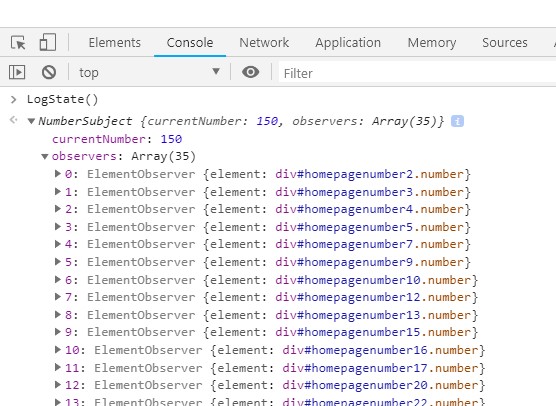 Elements Console Network Application Memory Sources
top Filter
LogState()
NumberSubject {currentNumber: 150, observers: Array(35)} i
currentNumber: 150
observers: Array(35)
0: ElementObserver {element: div#homepagenumber2.number}
1: ElementObserver {element: div#homepagenumber3.number}
2: ElementObserver {element: div#homepagenumber4.number}
3: ElementObserver {element: div#homepagenumber5.number}
4: ElementObserver {element: div#homepagenumber7.number}
5: ElementObserver {element: div#homepagenumber9.number}
6: ElementObserver {element: div#homepagenumber10.number}
7: ElementObserver {element: div#homepagenumber12.number}
8: ElementObserver {element: div#homepagenumber13.number}
9: ElementObserver {element: div#homepagenumber15.number}
10: ElementObserver {element: div#homepagenumber16.number}
11: ElementObserver {element: div#homepagenumber17.number}
12: ElementObserver {element: div#homepagenumber20.number}
13: ElementObserver {element: div#homepagenumber22.number}